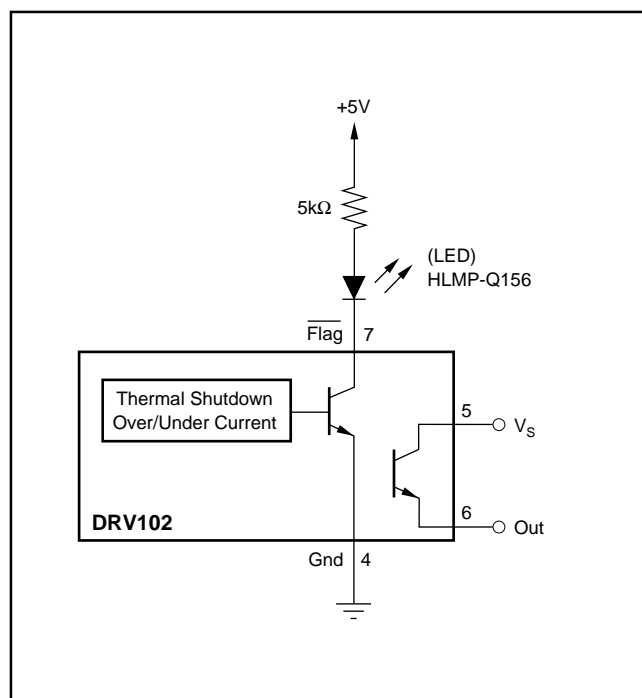 +5V
5kΩ
(LED)
HLMP-Q156
Flag
7
Thermal Shutdown
Over/Under Current
5
VS
DRV102
6
Out
Gnd
4